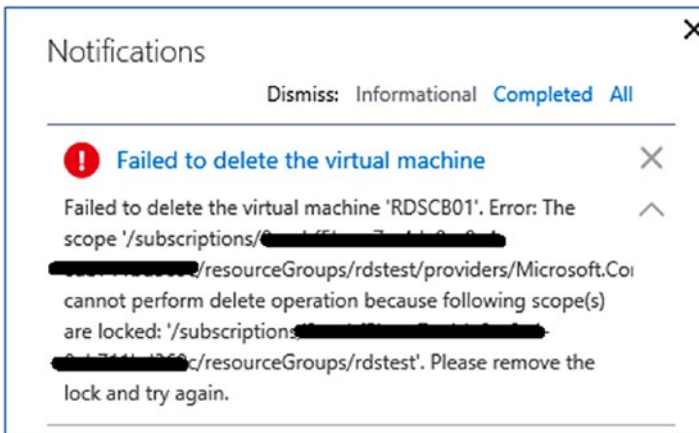 Notifications
Dismiss: Informational Completed All
Failed to delete the virtual machine
Failed to delete the virtual machine 'RDSCB01'. Error: The
scope '/subscriptions/
/resourceGroups/rdstest/providers/Microsoft.Co
cannot perform delete operation because following scope(s)
are locked: '/subscriptions
c/resourceGroups/rdstest'. Please remove the
lock and try again.